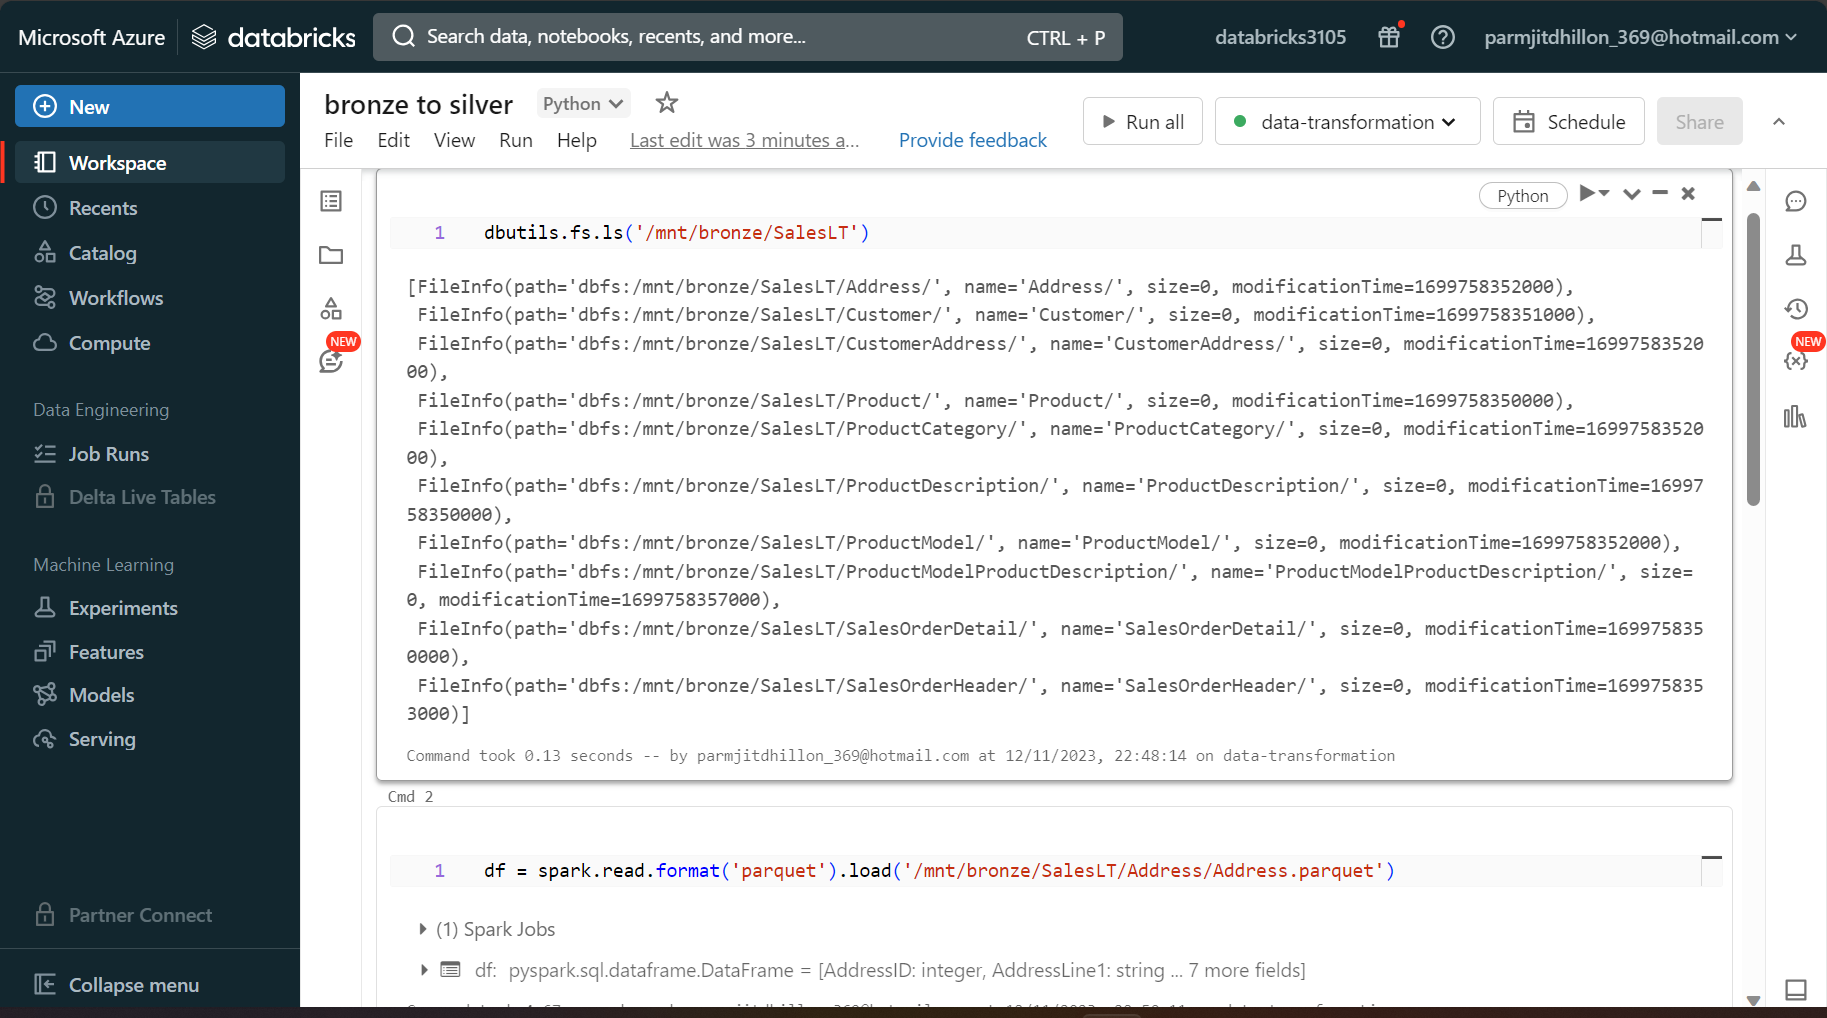 Microsoft Azure
databricks
Search data, notebooks, recents, and more...
CTRL + P
databricks3105
parmjitdhillon_369@hotmail.com
New
Workspace
Recents
Catalog
Workflows
Compute
Data Engineering
Job Runs
Delta Live Tables
Machine Learning
Experiments
Features
Models
Serving
Partner Connect
Collapse menu
bronze to silver
Python
File Edit View Run Help Last edit was 3 minutes a... Provide feedback
Run all
data-transformation
Schedule
Share
NEW
NEW
Python
1 dbutils.fs.ls('/mnt/bronze/SalesLT')
[FileInfo(path='dbfs:/mnt/bronze/SalesLT/Address/', name='Address/', size=0, modificationTime=1699758352000),
FileInfo(path='dbfs:/mnt/bronze/SalesLT/Customer/', name='Customer/', size=0, modificationTime=1699758351000),
FileInfo(path='dbfs:/mnt/bronze/SalesLT/CustomerAddress/', name='CustomerAddress/', size=0, modificationTime=16997583520
00),
FileInfo(path='dbfs:/mnt/bronze/SalesLT/Product/', name='Product/', size=0, modificationTime=1699758350000),
FileInfo(path='dbfs:/mnt/bronze/SalesLT/ProductCategory/', name='ProductCategory/', size=0, modificationTime=16997583520
00),
FileInfo(path='dbfs:/mnt/bronze/SalesLT/ProductDescription/', name='ProductDescription/', size=0, modificationTime=16997
58350000),
FileInfo(path='dbfs:/mnt/bronze/SalesLT/ProductModel/', name='ProductModel/', size=0, modificationTime=1699758352000),
FileInfo(path='dbfs:/mnt/bronze/SalesLT/ProductModelProductDescription/', name='ProductModelProductDescription/', size=
0, modificationTime=1699758357000),
FileInfo(path='dbfs:/mnt/bronze/SalesLT/SalesOrderDetail/', name='SalesOrderDetail/', size=0, modificationTime=169975835
0000),
FileInfo(path='dbfs:/mnt/bronze/SalesLT/SalesOrderHeader/', name='SalesOrderHeader/', size=0, modificationTime=169975835
3000)]
Command took 0.13 seconds -- by parmjitdhillon_369@hotmail.com at 12/11/2023, 22:48:14 on data-transformation
Cmd 2
1 df = spark.read.format('parquet').load('/mnt/bronze/SalesLT/Address/Address.parquet')
(1) Spark Jobs
df: pyspark.sql.dataframe.DataFrame = [AddressID: integer, AddressLine1: string ... 7 more fields]